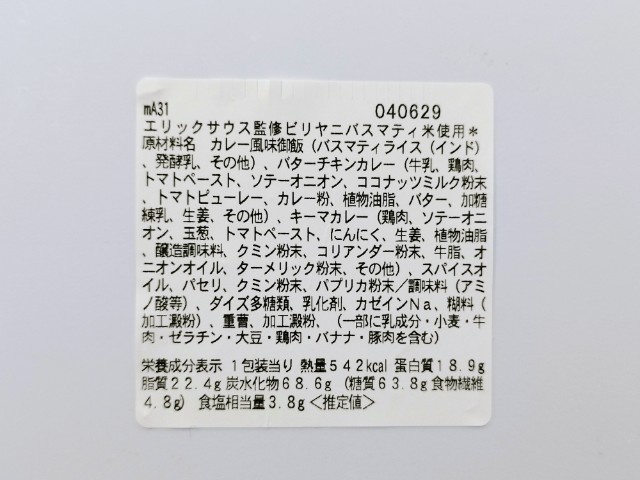 mA31 040629
エリックサウス監修ビリヤニバスマティ米使用*
原材料名 カレー風味御飯（バスマティライス（インド）
、発酵乳、その他）、バターチキンカレー（牛乳、鶏肉、
トマトペースト、ソテーオニオン、ココナッツミルク粉末
、トマトピューレー、カレー粉、植物油脂、バター、加糖
練乳、生姜、その他）、キーマカレー（鶏肉、ソテーオニ
オン、玉葱、トマトペースト、にんにく、生姜、植物油脂
、醸造調味料、クミン粉末、コリアンダー粉末、牛脂、オ
ニオンオイル、ターメリック粉末、その他）、スパイスオ
イル、パセリ、クミン粉末、パプリカ粉末／調味料（アミ
ノ酸等）、ダイズ多糖類、乳化剤、カゼインＮａ、糊料（
加工澱粉）、重曹、加工澱粉、（一部に乳成分・小麦・牛
肉・ゼラチン・大豆・鶏肉・バナナ・豚肉を含む）
栄養成分表示 １包装当り 熱量５４２kcal 蛋白質１８.９g
脂質２２.４g 炭水化物６８.６g （糖質６３.８g 食物繊維
４.８g） 食塩相当量３.８g ＜推定値＞